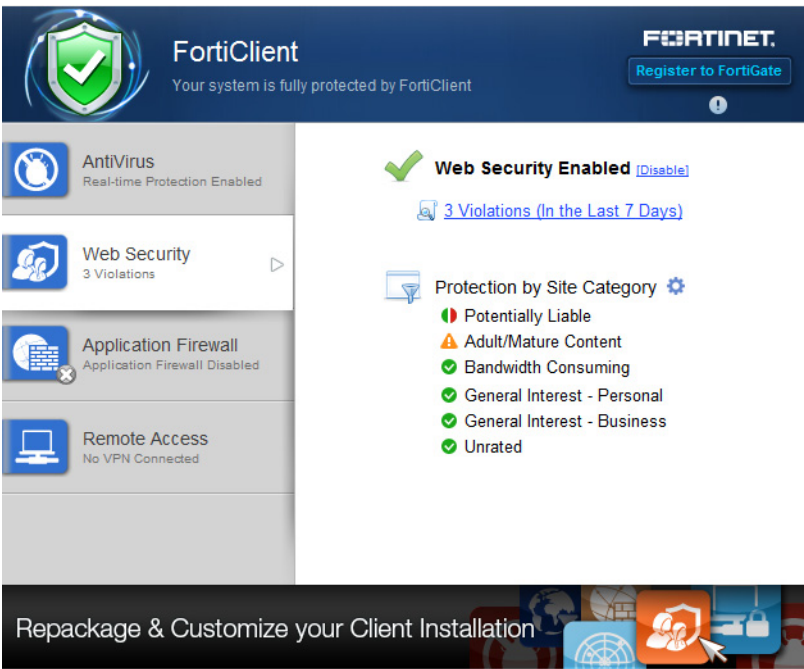 FortiClient
Your system is fully protected by FortiClient
FORTINET.
Register to FortiGate
AntiVirus
Real-time Protection Enabled
Web Security
3 Violations
Application Firewall
Application Firewall Disabled
Remote Access
No VPN Connected
Web Security Enabled [Disable]
3 Violations (In the Last 7 Days)
Protection by Site Category
Potentially Liable
Adult/Mature Content
Bandwidth Consuming
General Interest - Personal
General Interest - Business
Unrated
Repackage & Customize your Client Installation